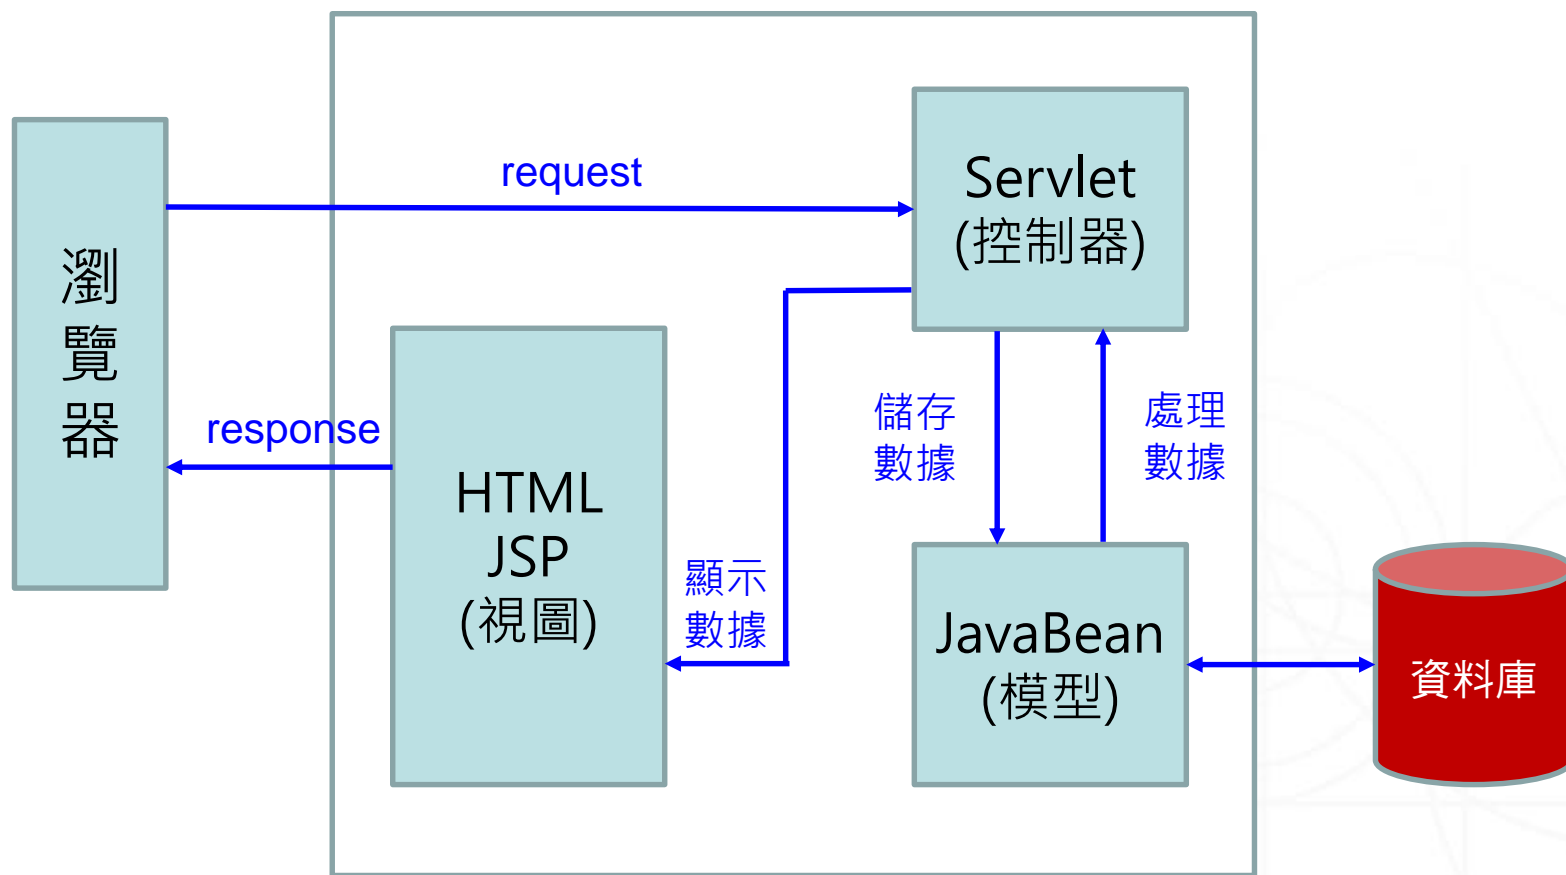 瀏
覽
器
request
response
HTML
JSP
(視圖)
Servlet
(控制器)
儲存
數據
處理
數據
顯示
數據
JavaBean
(模型)
資料庫